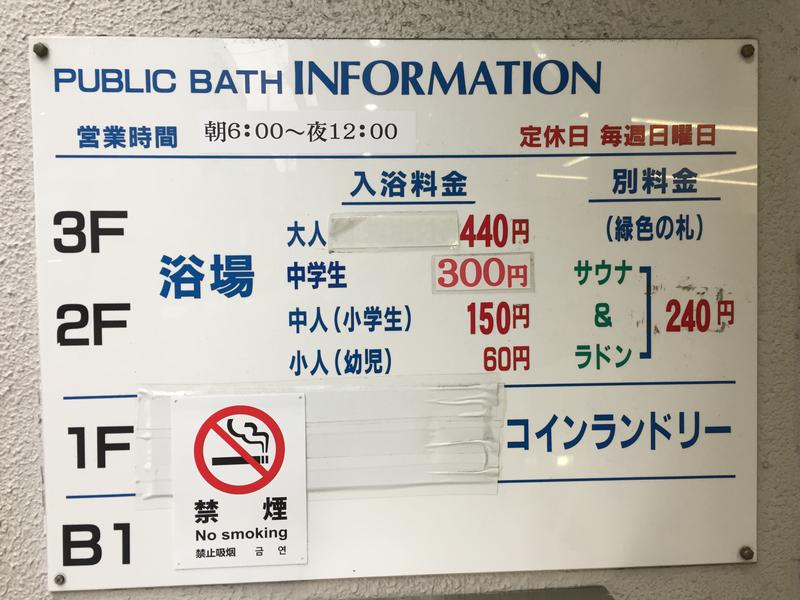 PUBLIC BATH INFORMATION
営業時間 朝6:00～夜12:00 定休日 毎週日曜日
入浴料金 別料金
3F 大人 440円 (緑色の札)
浴場 中学生 300円 サウナ
2F 中人(小学生) 150円 & 240円
小人(幼児) 60円 ラドン
1F コインランドリー
B1
禁煙
No smoking
禁止吸烟 금연